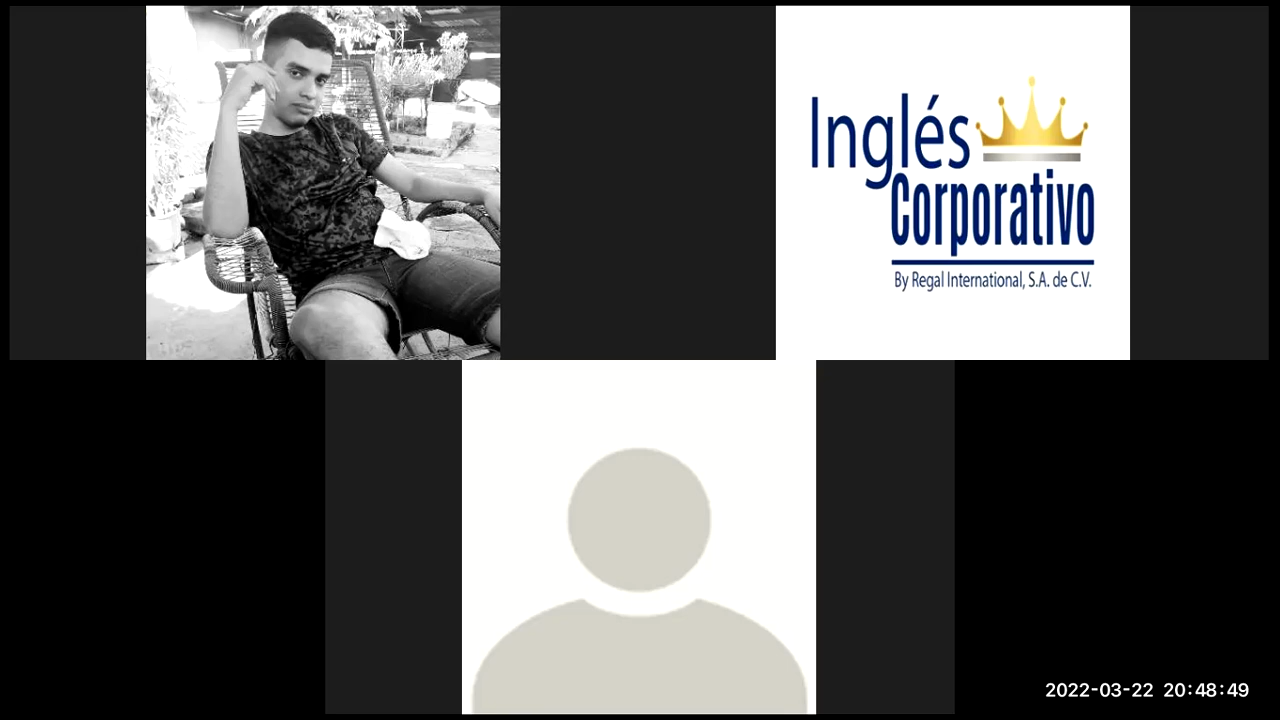 Inglés
Corporativo
By Regal International, S.A. de C.V.
2022-03-22 20:48:49